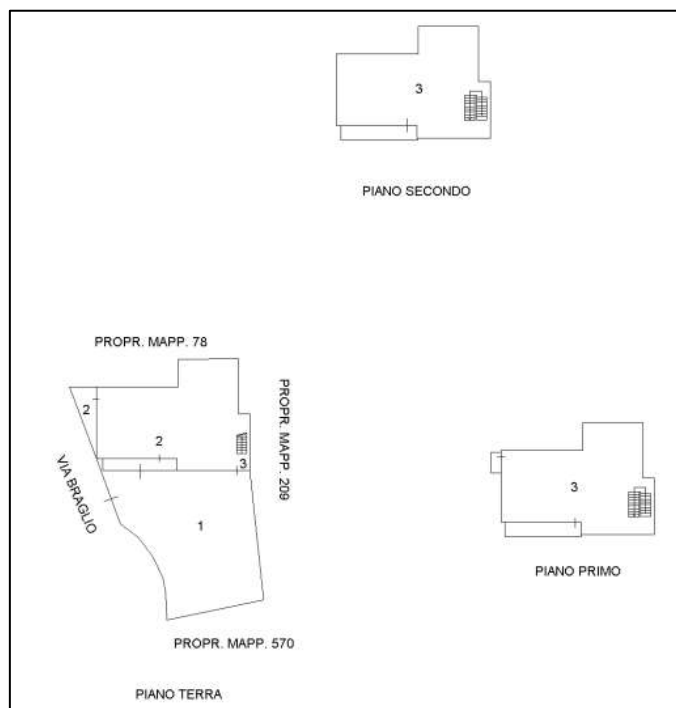 3
PIANO SECONDO
PROPR. MAPP. 78
2
2
3
PROPR. MAPP. 209
VIA BRAGLIO
1
PROPR. MAPP. 570
PIANO TERRA
3
PIANO PRIMO